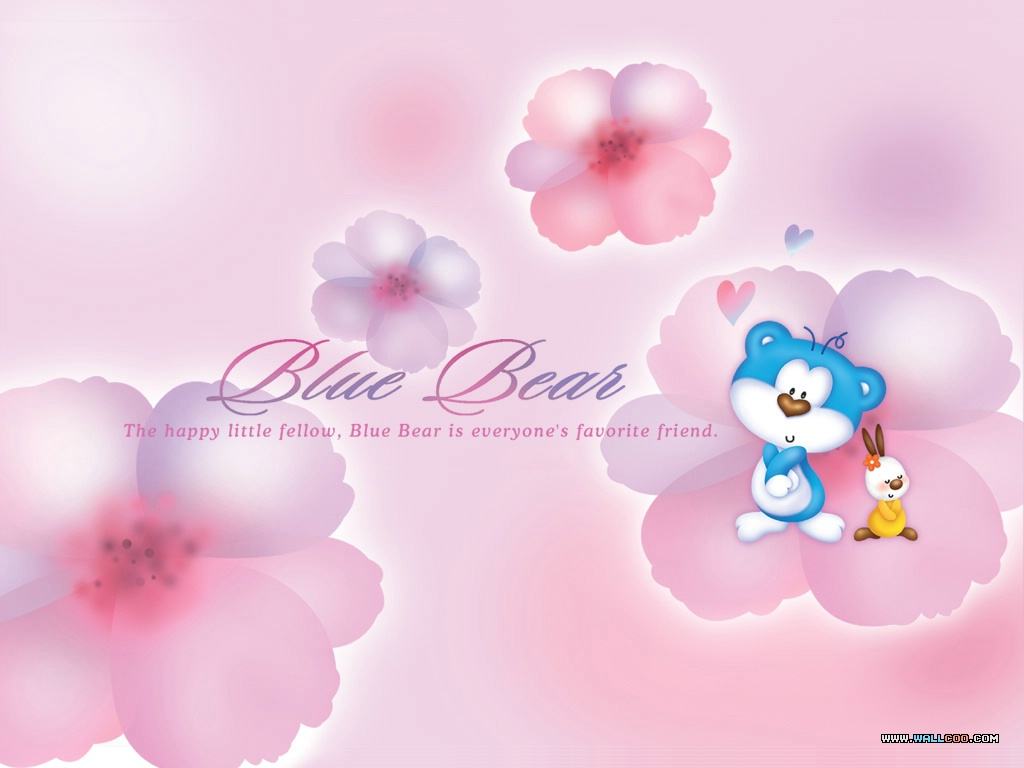 Blue Bear
The happy little fellow, Blue Bear is everyone's favorite friend.
WWW.WALLCOO.COM